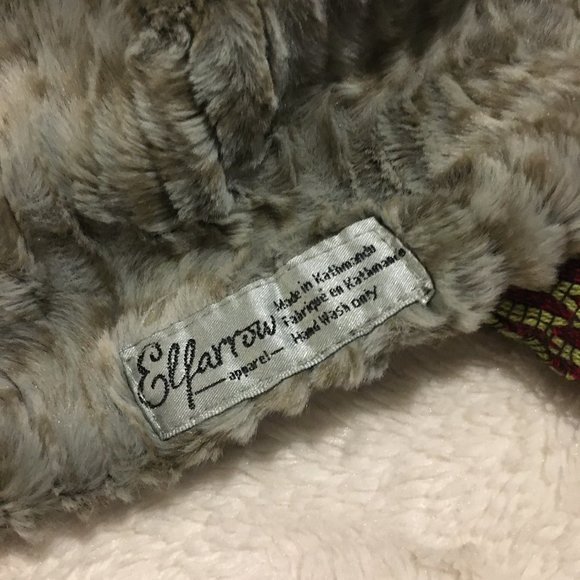 Elfarrow
apparel
Made in Kathmandu
Fabrique en Kathmandu
Hand Wash only